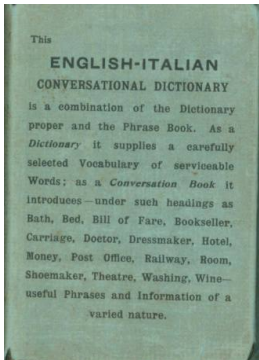 This
ENGLISH-ITALIAN
CONVERSATIONAL DICTIONARY
is a combination of the Dictionary
proper and the Phrase Book. As a
Dictionary it supplies a carefully
selected Vocabulary of serviceable
Words; as a Conversation Book it
introduces—under such headings as
Bath, Bed, Bill of Fare, Bookseller,
Carriage, Doctor, Dressmaker, Hotel,
Money, Post Office, Railway, Room,
Shoemaker, Theatre, Washing, Wine—
useful Phrases and Information of a
varied nature.